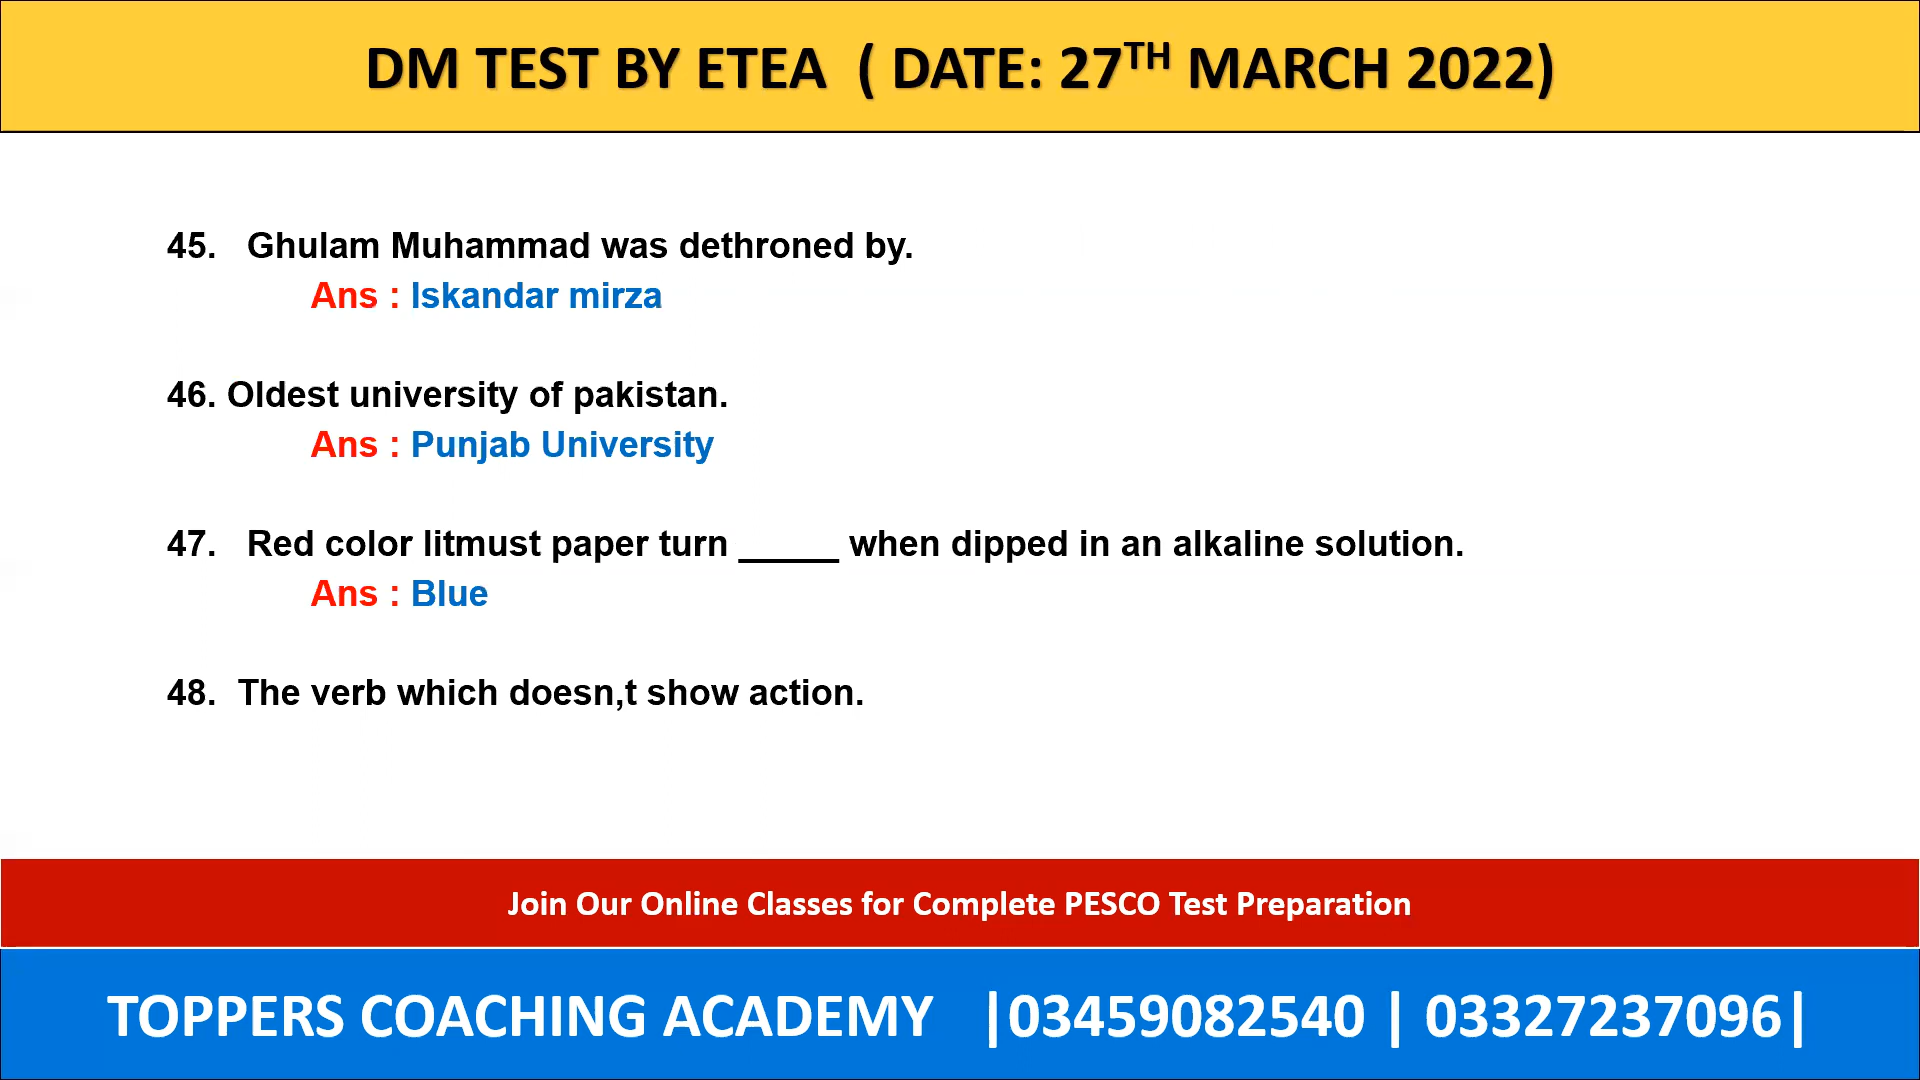 DM TEST BY ETEA ( DATE: 27TH MARCH 2022)
45. Ghulam Muhammad was dethroned by.
Ans : Iskandar mirza
46. Oldest university of pakistan.
Ans : Punjab University
47. Red color litmust paper turn _____ when dipped in an alkaline solution.
Ans : Blue
48. The verb which doesn,t show action.
Join Our Online Classes for Complete PESCO Test Preparation
TOPPERS COACHING ACADEMY |03459082540 | 03327237096|